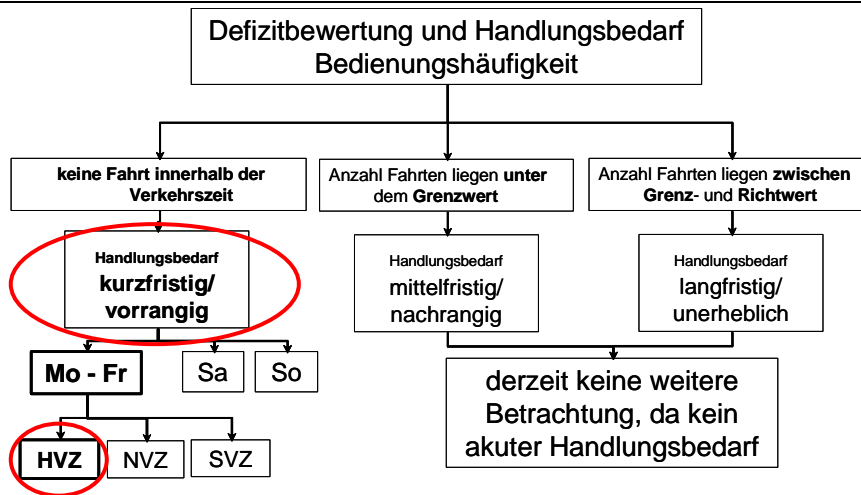 Defizitbewertung und Handlungsbedarf
Bedienungshäufigkeit
keine Fahrt innerhalb der
Verkehrszeit
Anzahl Fahrten liegen unter
dem Grenzwert
Anzahl Fahrten liegen zwischen
Grenz- und Richtwert
Handlungsbedarf
kurzfristig/
vorrangig
Handlungsbedarf
mittelfristig/
nachrangig
Handlungsbedarf
langfristig/
unerheblich
Mo - Fr
Sa
So
derzeit keine weitere
Betrachtung, da kein
akuter Handlungsbedarf
HVZ
NVZ
SVZ